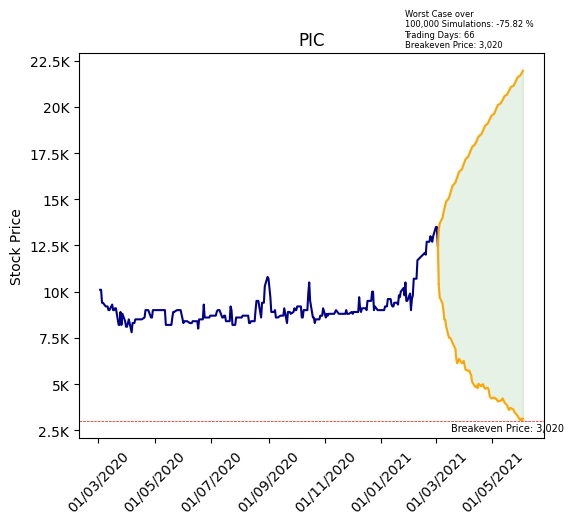 Worst Case over
100,000 Simulations: -75.82 %
Trading Days: 66
Breakeven Price: 3,020
PIC
Stock Price
22.5K
20K
17.5K
15K
12.5K
10K
7.5K
5K
2.5K
Breakeven Price: 3,020
01/03/2020
01/05/2020
01/07/2020
01/09/2020
01/11/2020
01/01/2021
01/03/2021
01/05/2021